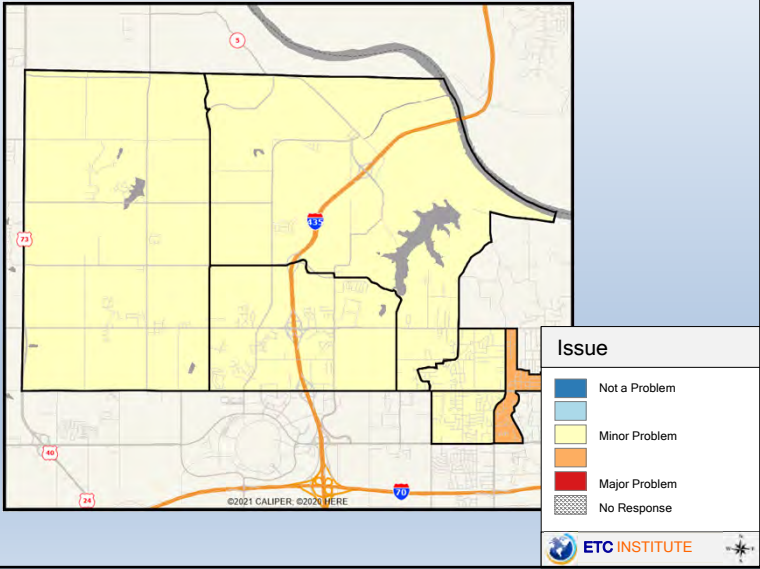 5
435
73
40
24
70
©2021 CALIPER; ©2020 HERE
Issue
Not a Problem
Minor Problem
Major Problem
No Response
ETC INSTITUTE